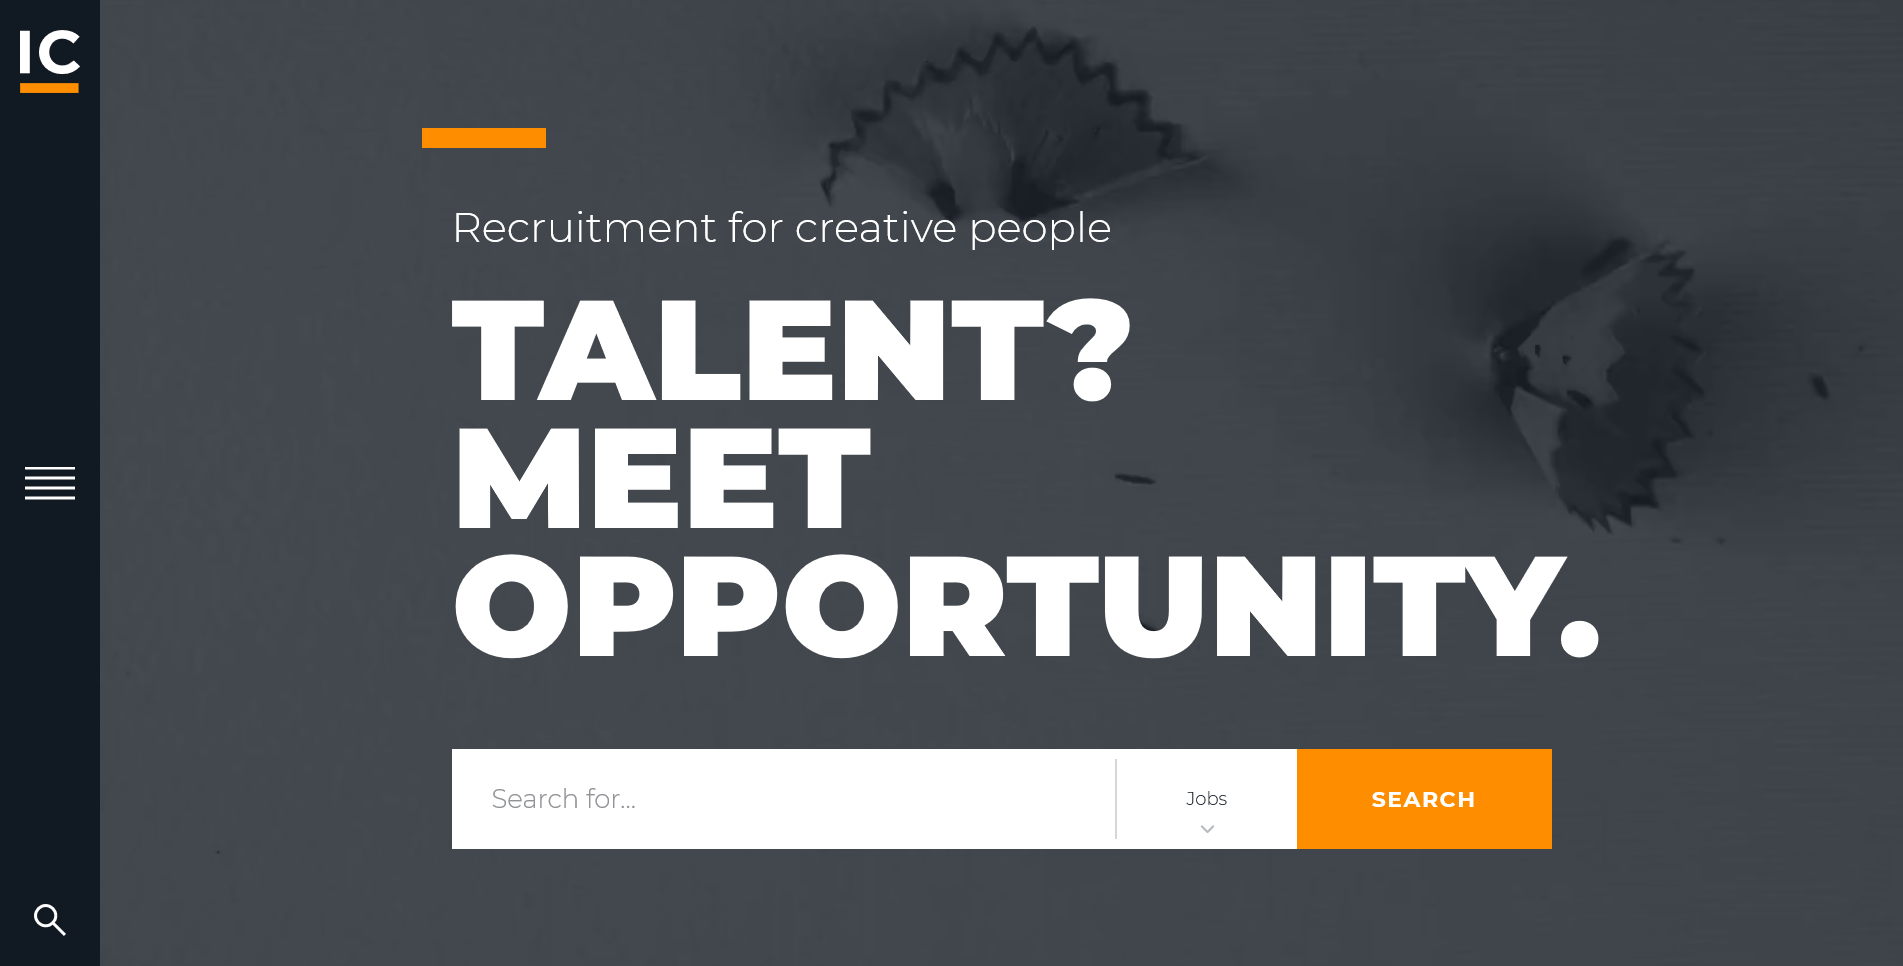 IC
Recruitment for creative people
TALENT?
MEET
OPPORTUNITY.
Search for...
Jobs
SEARCH